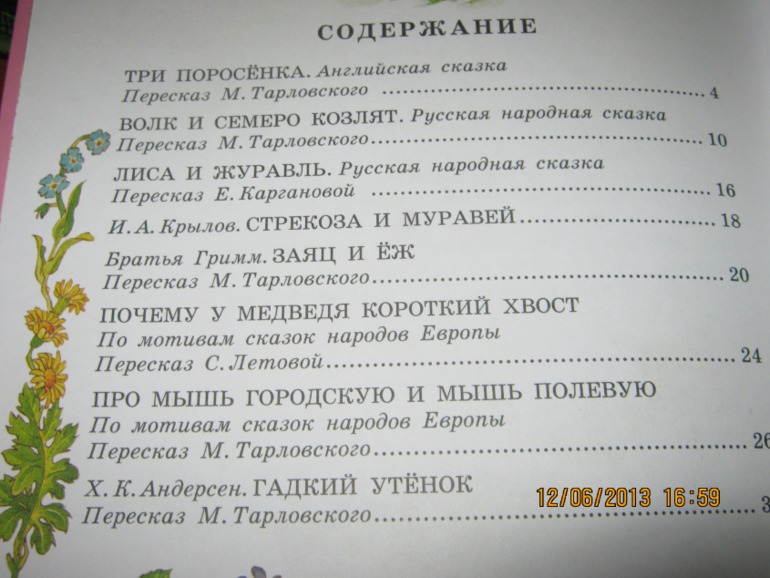 СОДЕРЖАНИЕ
ТРИ ПОРОСЁНКА. Английская сказка
Пересказ М. Тарловского ........ 4
ВОЛК И СЕМЕРО КОЗЛЯТ. Русская народная сказка
Пересказ М. Тарловского ........ 10
ЛИСА И ЖУРАВЛЬ. Русская народная сказка
Пересказ Е. Каргановой ........ 16
И. А. Крылов. СТРЕКОЗА И МУРАВЕЙ ........ 18
Братья Гримм. ЗАЯЦ И ЁЖ
Пересказ М. Тарловского ........ 20
ПОЧЕМУ У МЕДВЕДЯ КОРОТКИЙ ХВОСТ
По мотивам сказок народов Европы
Пересказ С. Летовой ........ 24
ПРО МЫШЬ ГОРОДСКУЮ И МЫШЬ ПОЛЕВУЮ
По мотивам сказок народов Европы
Пересказ М. Тарловского ........ 26
Х. К. Андерсен. ГАДКИЙ УТЁНОК
Пересказ М. Тарловского ........
12/06/2013 16:59